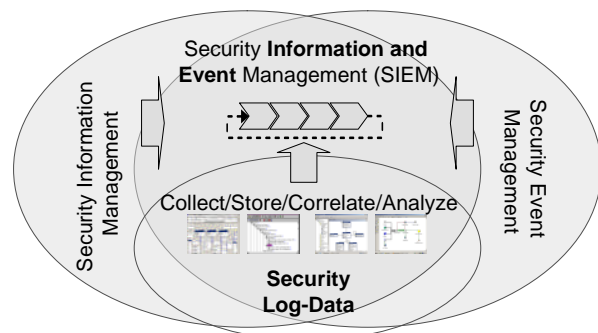 Security Information and
Event Management (SIEM)
Security Information
Management
Security Event
Management
Collect/Store/Correlate/Analyze
Security
Log-Data